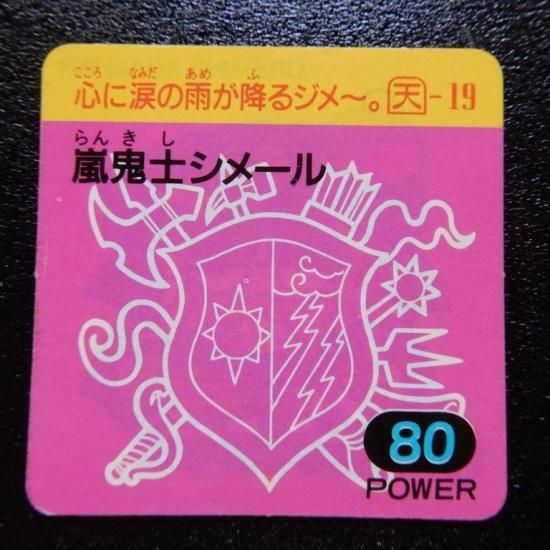 こころ なみだ あめ ふ
心に涙の雨が降るジメ〜。天-19
らんきし
嵐鬼士シメール
80
POWER